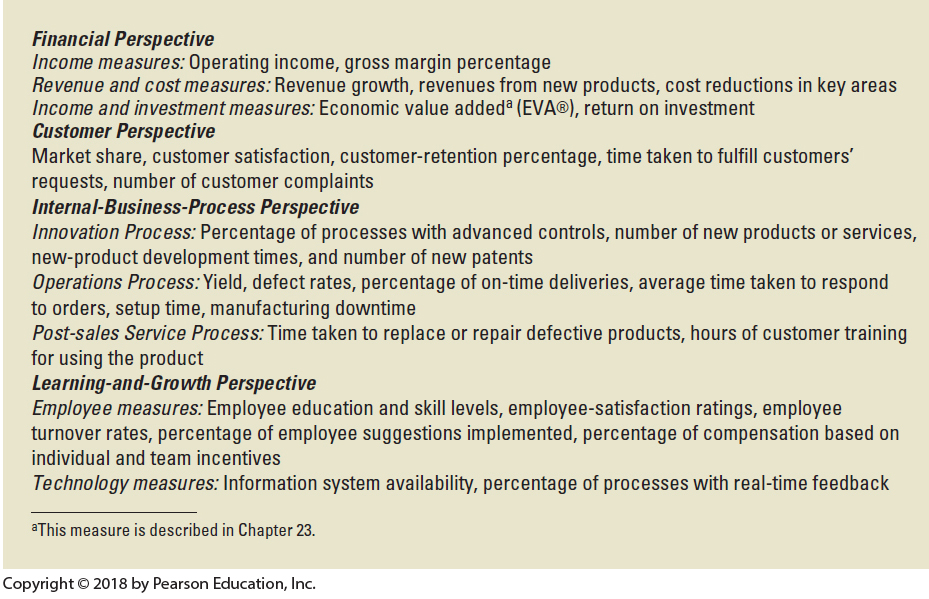 Financial Perspective
Income measures: Operating income, gross margin percentage
Revenue and cost measures: Revenue growth, revenues from new products, cost reductions in key areas
Income and investment measures: Economic value addedᵃ (EVA®), return on investment
Customer Perspective
Market share, customer satisfaction, customer-retention percentage, time taken to fulfill customers’
requests, number of customer complaints
Internal-Business-Process Perspective
Innovation Process: Percentage of processes with advanced controls, number of new products or services,
new-product development times, and number of new patents
Operations Process: Yield, defect rates, percentage of on-time deliveries, average time taken to respond
to orders, setup time, manufacturing downtime
Post-sales Service Process: Time taken to replace or repair defective products, hours of customer training
for using the product
Learning-and-Growth Perspective
Employee measures: Employee education and skill levels, employee-satisfaction ratings, employee
turnover rates, percentage of employee suggestions implemented, percentage of compensation based on
individual and team incentives
Technology measures: Information system availability, percentage of processes with real-time feedback
ᵃThis measure is described in Chapter 23.
Copyright © 2018 by Pearson Education, Inc.